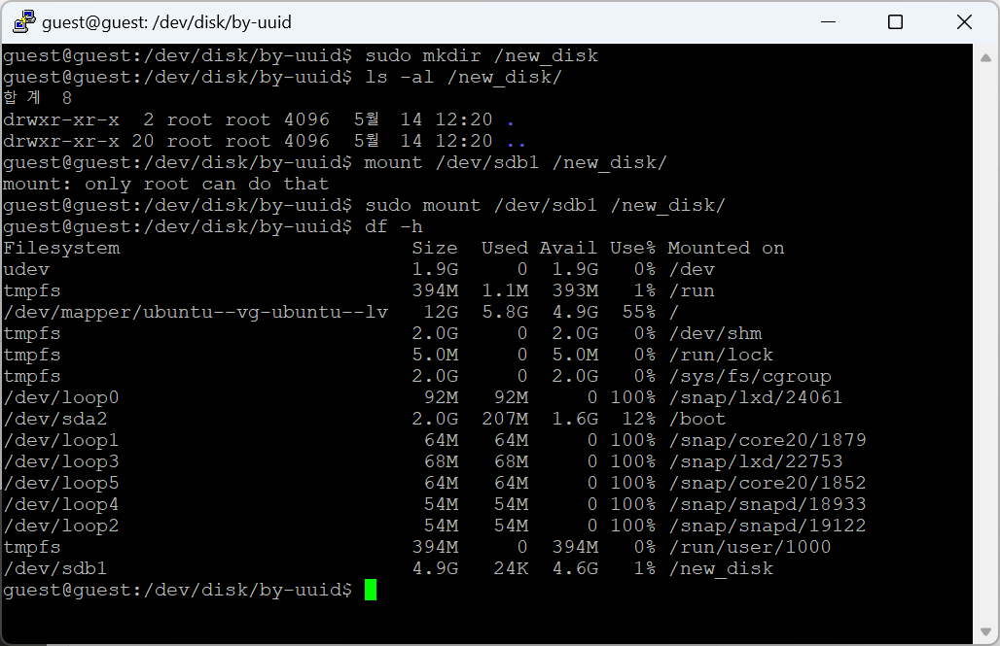 guest@guest: /dev/disk/by-uuid
guest@guest:/dev/disk/by-uuid$ sudo mkdir /new_disk
guest@guest:/dev/disk/by-uuid$ ls -al /new_disk/
합계 8
drwxr-xr-x  2 root root 4096  5월 14 12:20 .
drwxr-xr-x 20 root root 4096  5월 14 12:20 ..
guest@guest:/dev/disk/by-uuid$ mount /dev/sdb1 /new_disk/
mount: only root can do that
guest@guest:/dev/disk/by-uuid$ sudo mount /dev/sdb1 /new_disk/
guest@guest:/dev/disk/by-uuid$ df -h
Filesystem                         Size  Used Avail Use% Mounted on
udev                               1.9G     0  1.9G   0% /dev
tmpfs                              394M  1.1M  393M   1% /run
/dev/mapper/ubuntu--vg-ubuntu--lv   12G  5.8G  4.9G  55% /
tmpfs                              2.0G     0  2.0G   0% /dev/shm
tmpfs                              5.0M     0  5.0M   0% /run/lock
tmpfs                              2.0G     0  2.0G   0% /sys/fs/cgroup
/dev/loop0                          92M   92M     0 100% /snap/lxd/24061
/dev/sda2                          2.0G  207M  1.6G  12% /boot
/dev/loop1                          64M   64M     0 100% /snap/core20/1879
/dev/loop3                          68M   68M     0 100% /snap/lxd/22753
/dev/loop5                          64M   64M     0 100% /snap/core20/1852
/dev/loop4                          54M   54M     0 100% /snap/snapd/18933
/dev/loop2                          54M   54M     0 100% /snap/snapd/19122
tmpfs                              394M     0  394M   0% /run/user/1000
/dev/sdb1                          4.9G   24K  4.6G   1% /new_disk
guest@guest:/dev/disk/by-uuid$